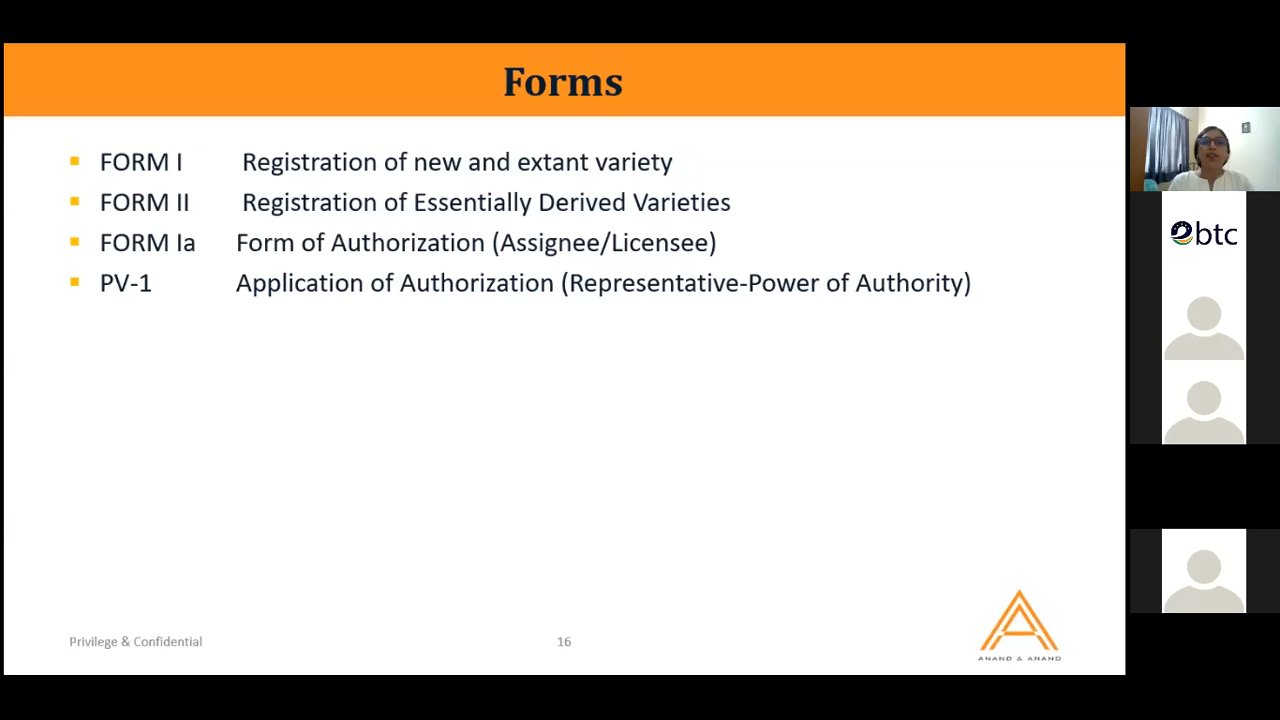 Forms
FORM I Registration of new and extant variety
FORM II Registration of Essentially Derived Varieties
FORM Ia Form of Authorization (Assignee/Licensee)
PV-1 Application of Authorization (Representative-Power of Authority)
Privilege & Confidential
16
ANAND & ANAND
btc